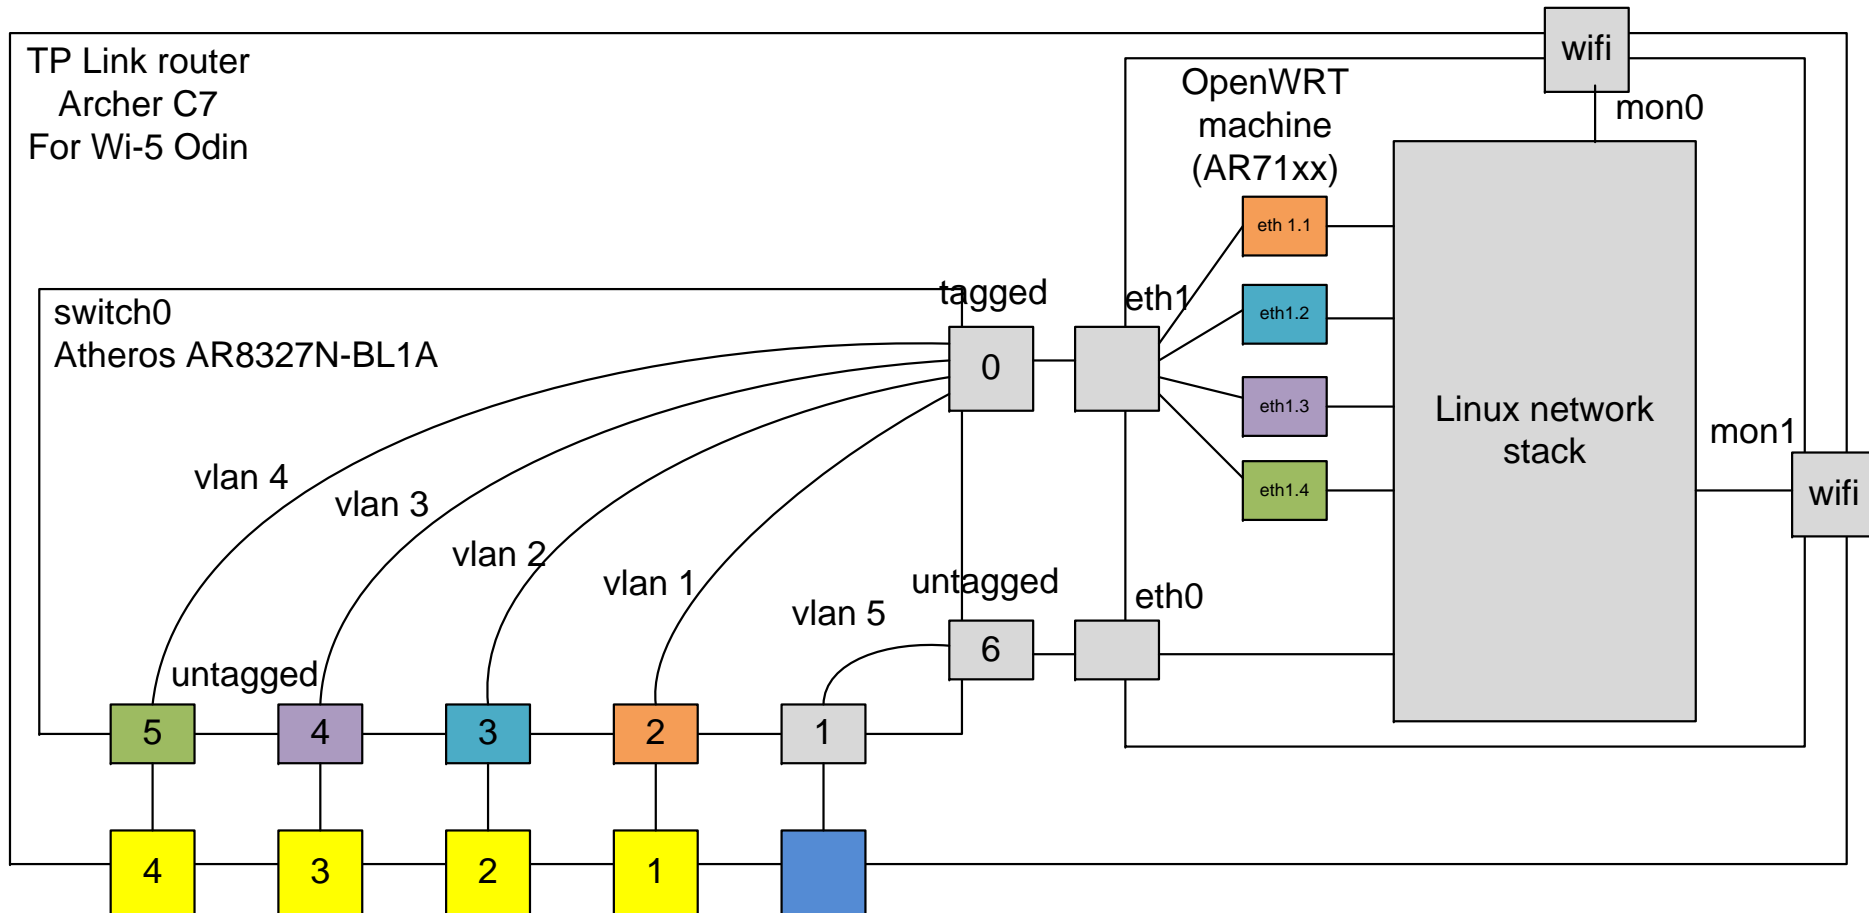 TP Link router
Archer C7
For Wi-5 Odin
wifi
mon0
OpenWRT
machine
(AR71xx)
eth 1.1
eth1.2
eth1.3
eth1.4
Linux network
stack
mon1
wifi
switch0
Atheros AR8327N-BL1A
tagged
0
eth1
vlan 4
vlan 3
vlan 2
vlan 1
vlan 5
untagged
6
eth0
untagged
5
4
3
2
1
4
3
2
1